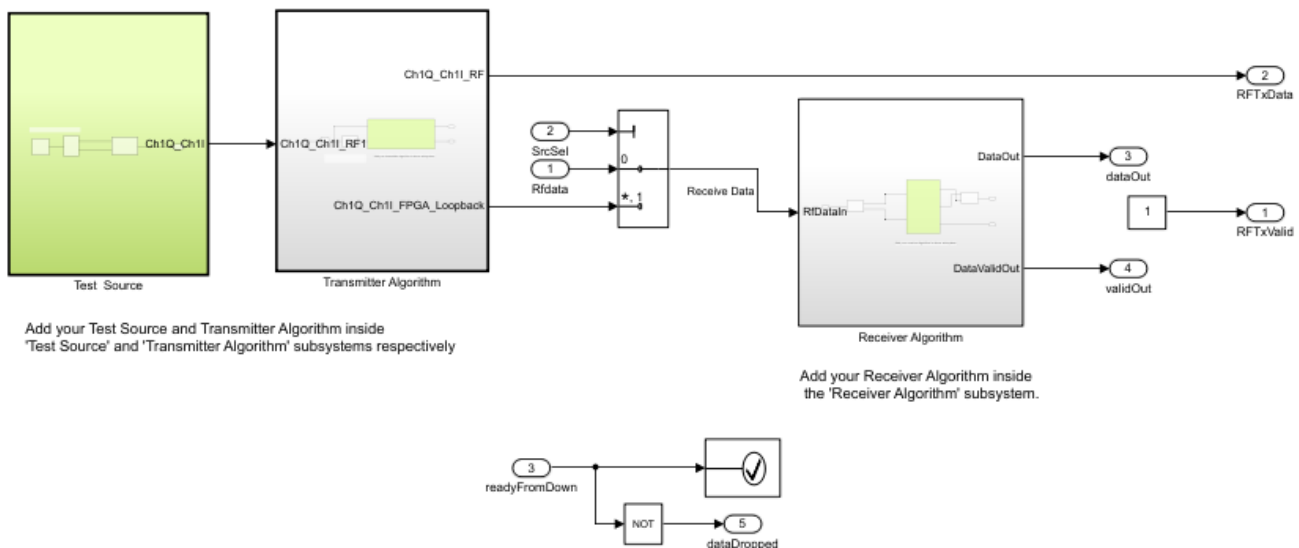 Ch1Q_Ch1I
Test Source
Ch1Q_Ch1I_RF1
Ch1Q_Ch1I_RF
Ch1Q_Ch1I_FPGA_Loopback
Transmitter Algorithm
2
SrcSel
1
Rfdata
0
*, 1
Receive Data
RfDataIn
DataOut
DataValidOut
Receiver Algorithm
2
RFTxData
3
dataOut
1
1
RFTxValid
4
validOut
Add your Test Source and Transmitter Algorithm inside
'Test Source' and 'Transmitter Algorithm' subsystems respectively
Add your Receiver Algorithm inside
the 'Receiver Algorithm' subsystem.
3
readyFromDown
NOT
5
dataDropped